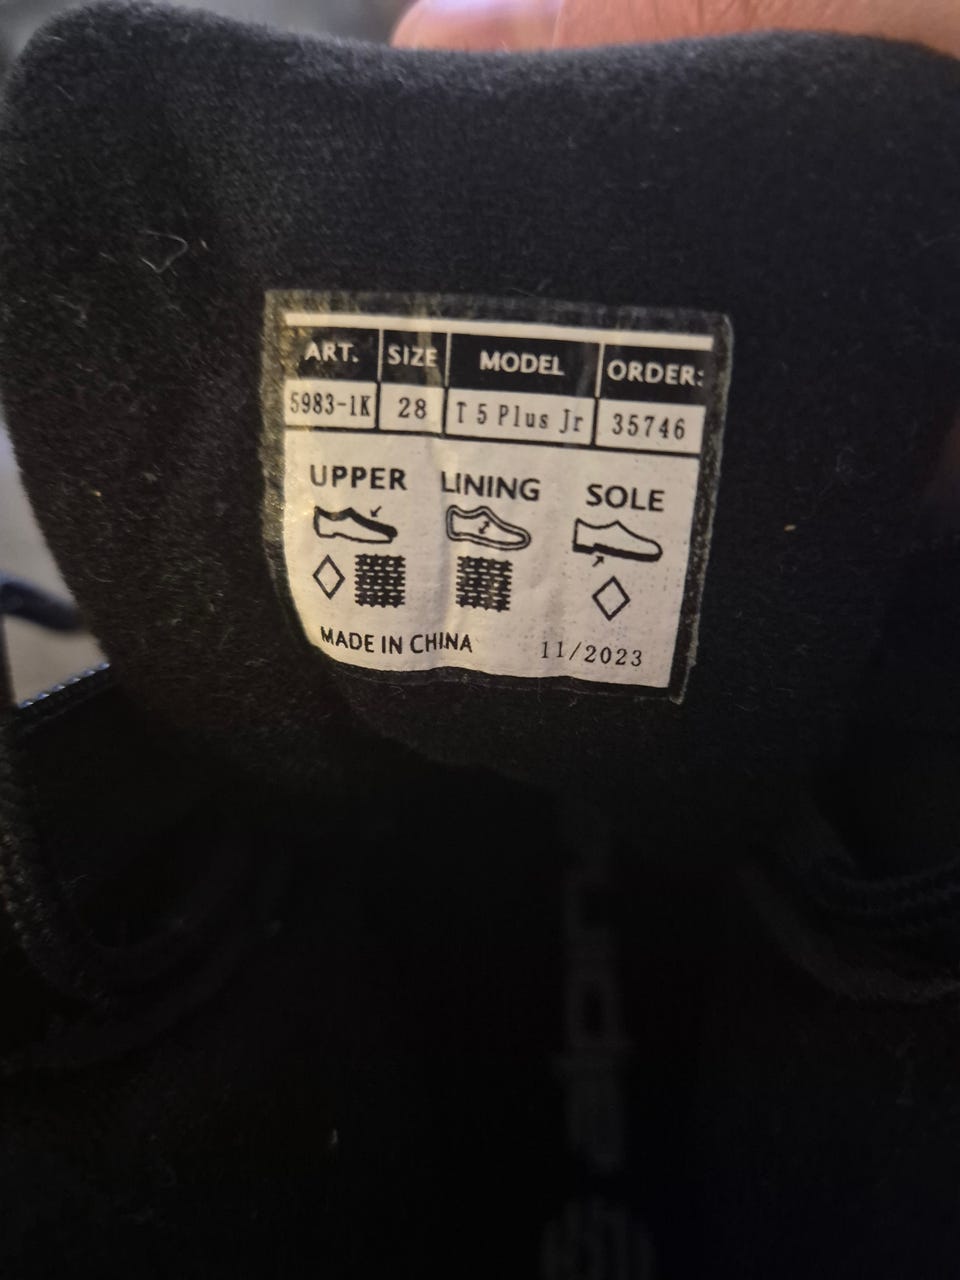 ART. SIZE MODEL ORDER:
5983-1K 28 T 5 Plus Jr 35746
UPPER LINING SOLE
MADE IN CHINA 11/2023